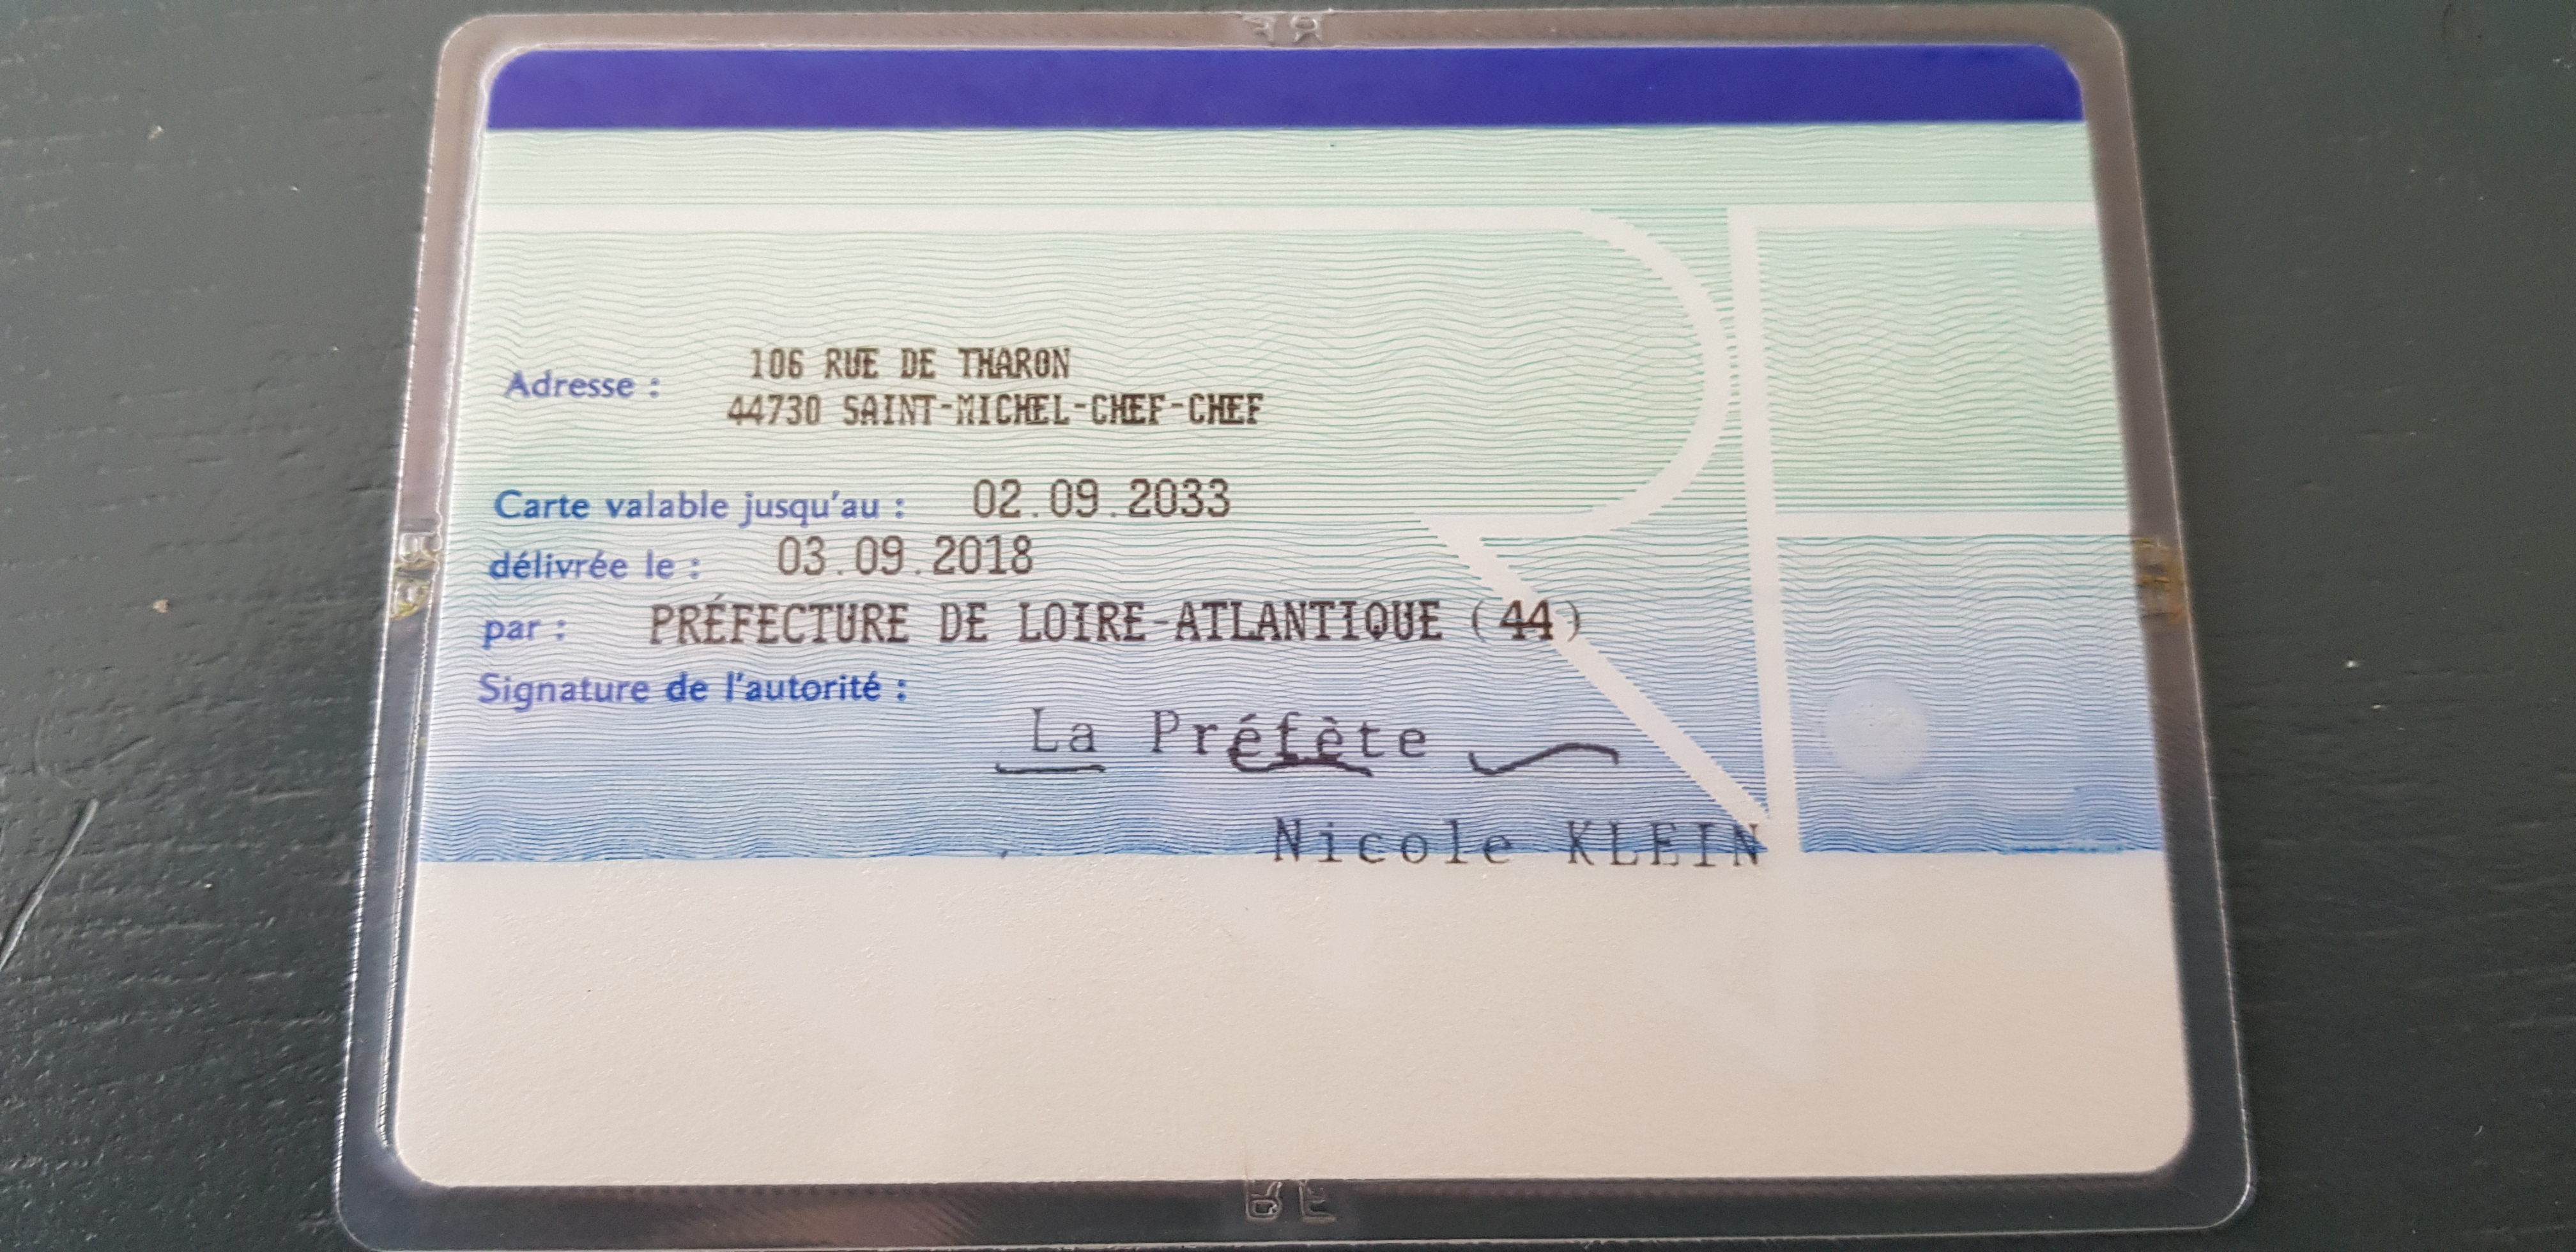 Adresse : 106 RUE DE THARON
44730 SAINT-MICHEL-CHEF-CHEF
Carte valable jusqu'au : 02.09.2033
délivrée le : 03.09.2018
par : PRÉFECTURE DE LOIRE-ATLANTIQUE (44)
Signature de l'autorité :
La Préfète
Nicole KLEIN
RF